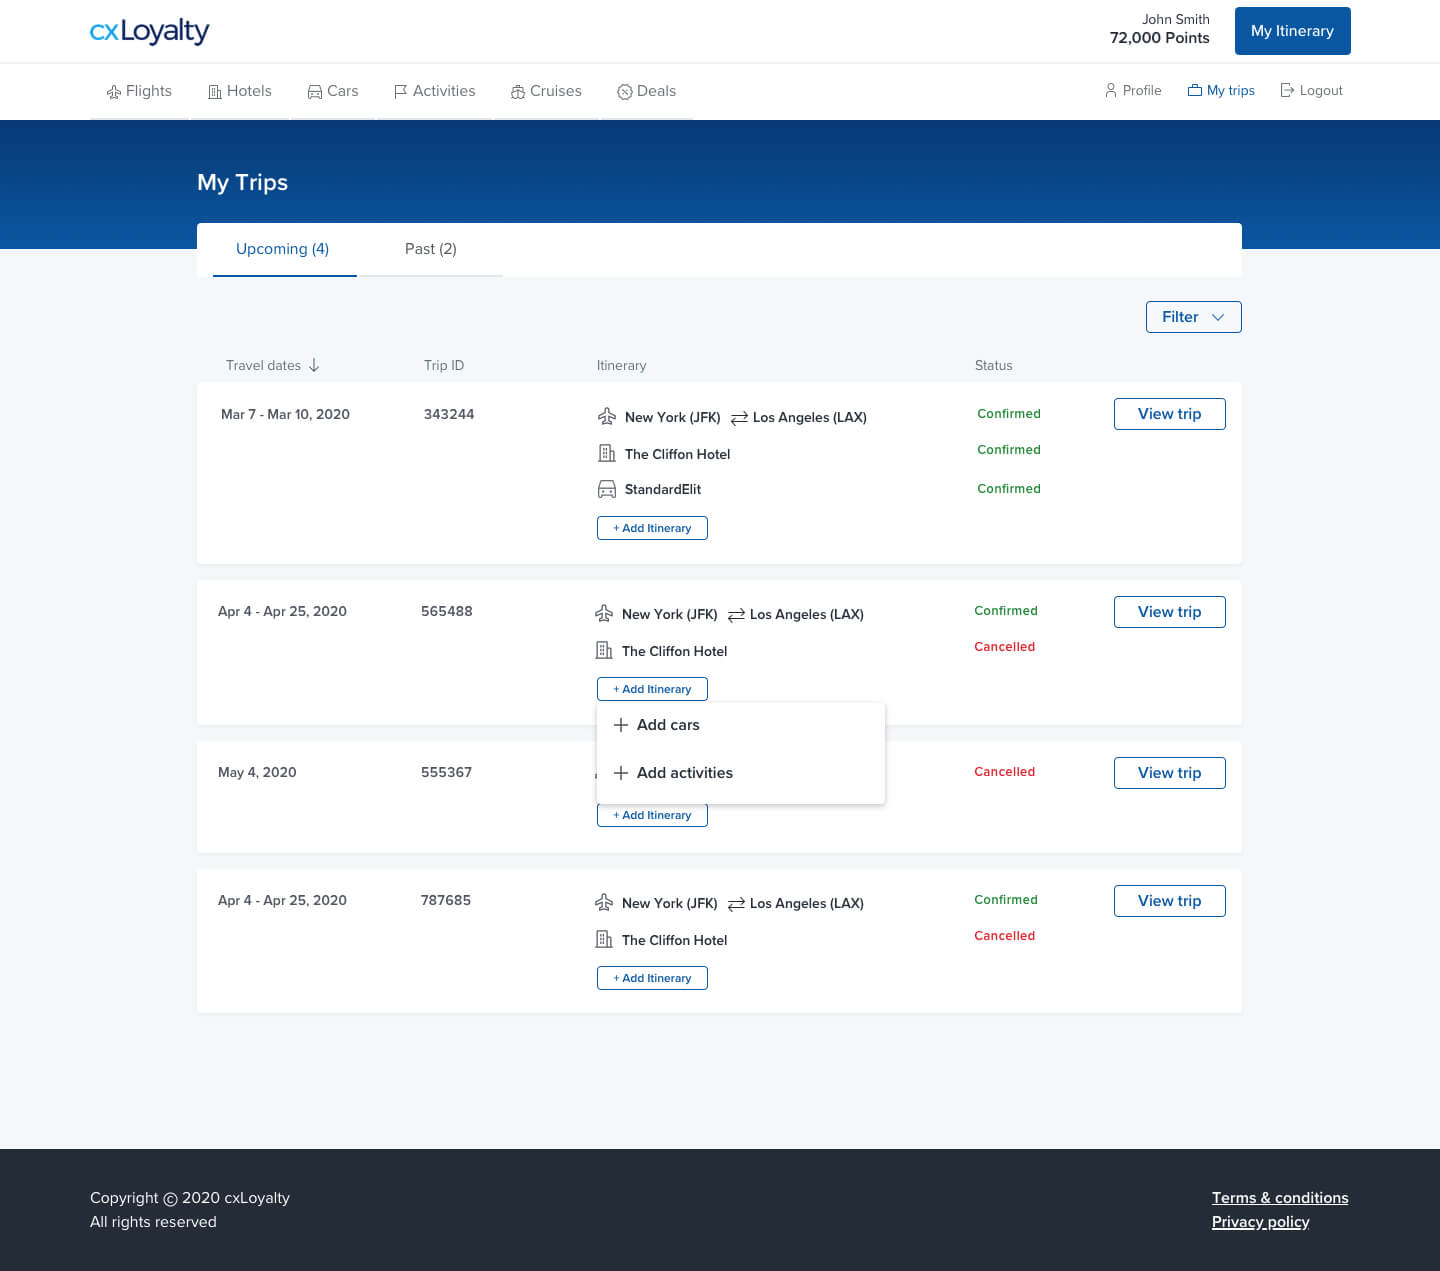 cxLoyalty
John Smith
72,000 Points
My Itinerary
Flights Hotels Cars Activities Cruises Deals
Profile My trips Logout
My Trips
Upcoming (4) Past (2)
Filter
Travel dates Trip ID Itinerary Status
Mar 7 - Mar 10, 2020 343244 New York (JFK) Los Angeles (LAX) Confirmed View trip
The Cliffon Hotel Confirmed
StandardElit Confirmed
+ Add Itinerary
Apr 4 - Apr 25, 2020 565488 New York (JFK) Los Angeles (LAX) Confirmed View trip
The Cliffon Hotel Cancelled
+ Add Itinerary
Add cars
May 4, 2020 555367 Add activities Cancelled View trip
+ Add Itinerary
Apr 4 - Apr 25, 2020 787685 New York (JFK) Los Angeles (LAX) Confirmed View trip
The Cliffon Hotel Cancelled
+ Add Itinerary
Copyright © 2020 cxLoyalty Terms & conditions
All rights reserved Privacy policy